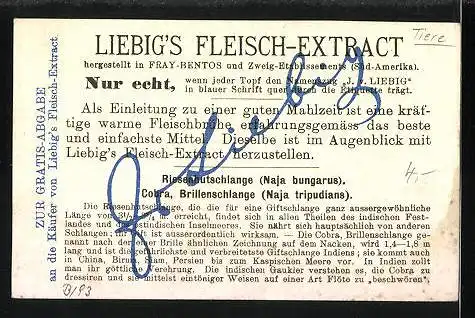 LIEBIG'S FLEISCH-EXTRACT
hergestellt in FRAY-BENTOS und Zweig-Etablissements (Süd-Amerika).
Nur echt, wenn jeder Topf den Namenszug "J. v. LIEBIG"
in blauer Schrift quer durch die Etiquette trägt.
Als Einleitung zu einer guten Mahlzeit ist eine kräf-
tige warme Fleischbrühe erfahrungsgemäss das beste
und einfachste Mittel. Dieselbe ist im Augenblick mit
Liebig's Fleisch-Extract herzustellen.
Riesenhutschlange (Naja bungarus).
Cobra, Brillenschlange (Naja tripudians).
Die Riesenhutschlange, die die für eine Giftschlange ganz aussergewöhnliche
Länge von 3½ m. erreicht, findet sich in allen Theilen des indischen Fest-
landes und des ostindischen Inselmeeres. Sie nährt sich hauptsächlich von anderen
Schlangen; ihr Gift ist ausserordentlich wirksam. — Die Cobra, Brillenschlange ge-
nannt nach der einer Brille ähnlichen Zeichnung auf dem Nacken, wird 1,4—1,8 m
lang und ist die gefürchtetste und verbreitetste Giftschlange Indiens; sie kommt auch
in China, Birma, Siam, Persien bis zum Kaspischen Meere vor. In Indien zollt
man ihr göttliche Verehrung. Die indischen Gaukler verstehen es, die Cobra zu
dressiren und sie mittelst eintöniger Weisen auf einer Art Flöte zu "beschwören",
ZUR GRATIS-ABGABE
an die Käufer von Liebig's Fleisch-Extract.
J. v. Liebig
Tiere
4,-